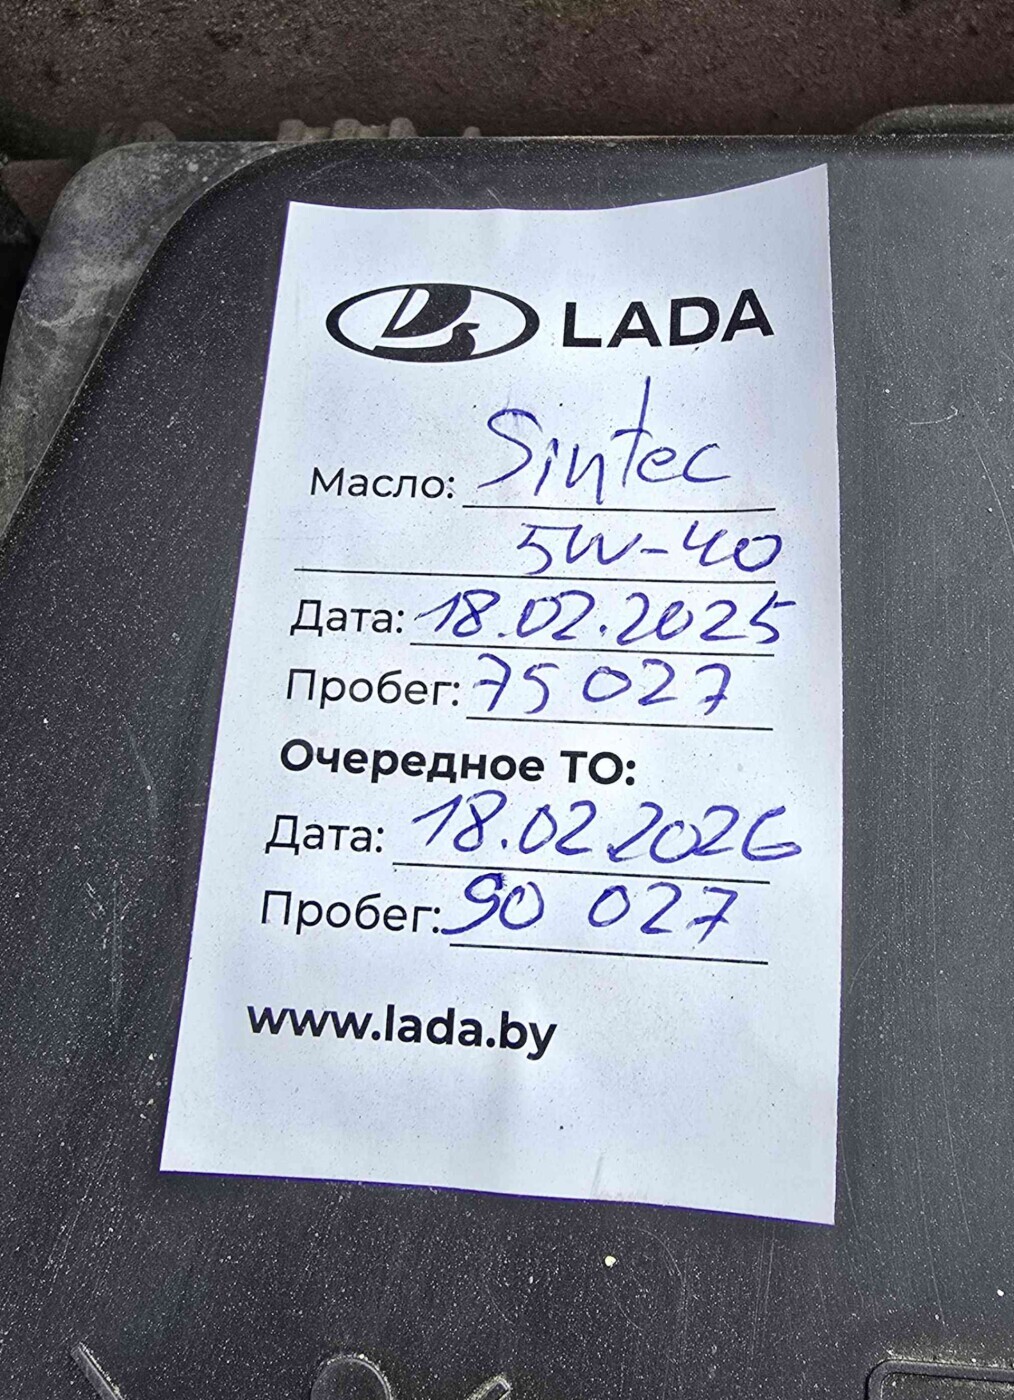 LADA
Масло: Sintec
5W-40
Дата: 18.02.2025
Пробег: 75 027
Очередное ТО:
Дата: 18.02.2026
Пробег: 90 027
www.lada.by